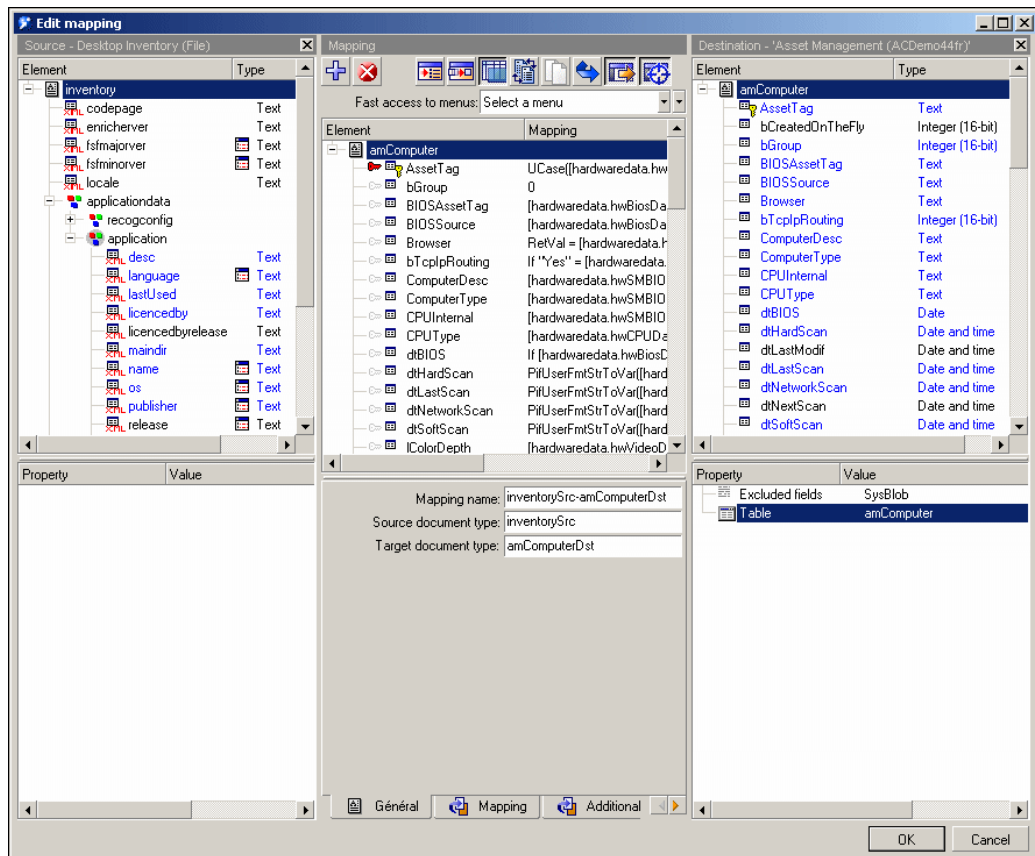 Edit mapping
Source - Desktop Inventory (File)
Element Type
inventory
codepage Text
enricherver Text
fsfmajorver Text
fsfminorver Text
locale Text
applicationdata
recogconfig
application
desc Text
language Text
lastUsed Text
licencedby Text
licencedbyrelease Text
maindir Text
name Text
os Text
publisher Text
release Text
Property Value
Mapping
Fast access to menus: Select a menu
Element Mapping
amComputer
AssetTag UCase([hardwaredata.hw
bGroup 0
BIOSAssetTag [hardwaredata.hwBiosDa
BIOSSource [hardwaredata.hwBiosDa
Browser RetVal = [hardwaredata.h
bTcpIpRouting If "Yes" = [hardwaredata.
ComputerDesc [hardwaredata.hwSMBIO
ComputerType [hardwaredata.hwSMBIO
CPUInternal [hardwaredata.hwSMBIO
CPUType [hardwaredata.hwCPUDa
dtBIOS If [hardwaredata.hwBiosD
dtHardScan PifUserFmtStrToVar([hard
dtLastScan PifUserFmtStrToVar([hard
dtNetworkScan PifUserFmtStrToVar([hard
dtSoftScan PifUserFmtStrToVar([hard
lColorDepth [hardwaredata.hwVideoD
Mapping name: inventorySrc-amComputerDst
Source document type: inventorySrc
Target document type: amComputerDst
Général Mapping Additional
Destination - 'Asset Management (ACDemo44fr)'
Element Type
amComputer
AssetTag Text
bCreatedOnTheFly Integer (16-bit)
bGroup Integer (16-bit)
BIOSAssetTag Text
BIOSSource Text
Browser Text
bTcpIpRouting Integer (16-bit)
ComputerDesc Text
ComputerType Text
CPUInternal Text
CPUType Text
dtBIOS Date
dtHardScan Date and time
dtLastModif Date and time
dtLastScan Date and time
dtNetworkScan Date and time
dtNextScan Date and time
dtSoftScan Date and time
Property Value
Excluded fields SysBlob
Table amComputer
OK Cancel